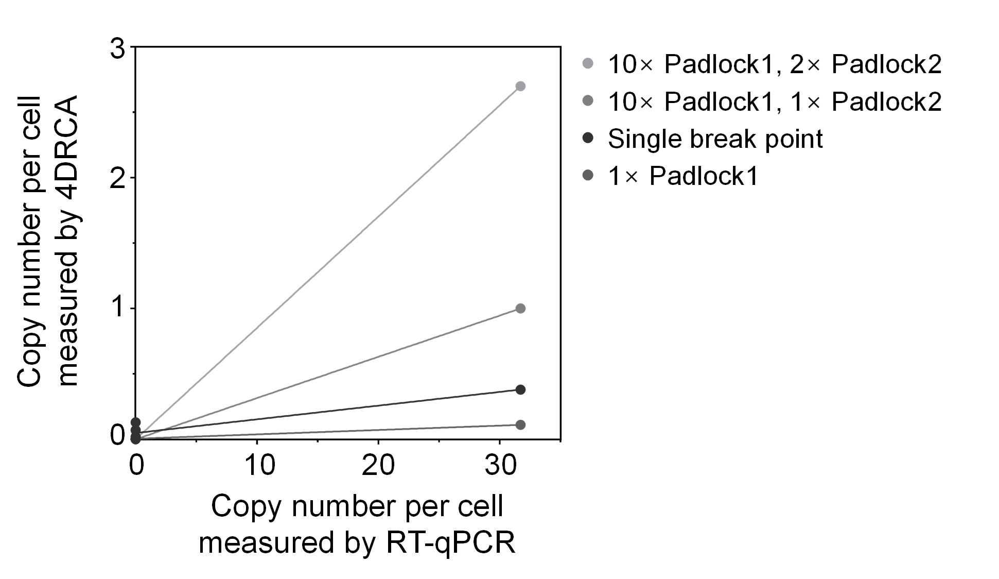 3
2
1
0
0
10
20
30
Copy number per cell
measured by 4DRCA
Copy number per cell
measured by RT-qPCR
10× Padlock1, 2× Padlock2
10× Padlock1, 1× Padlock2
Single break point
1× Padlock1